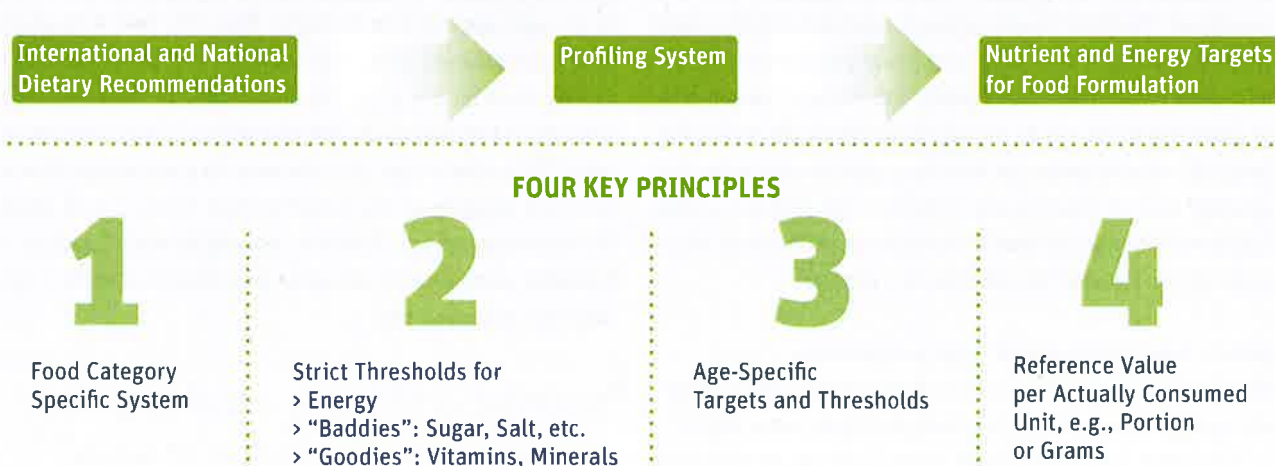 International and National
Dietary Recommendations
Profiling System
Nutrient and Energy Targets
for Food Formulation
FOUR KEY PRINCIPLES
1
Food Category
Specific System
2
Strict Thresholds for
> Energy
> "Baddies": Sugar, Salt, etc.
> "Goodies": Vitamins, Minerals
3
Age-Specific
Targets and Thresholds
4
Reference Value
per Actually Consumed
Unit, e.g., Portion
or Grams